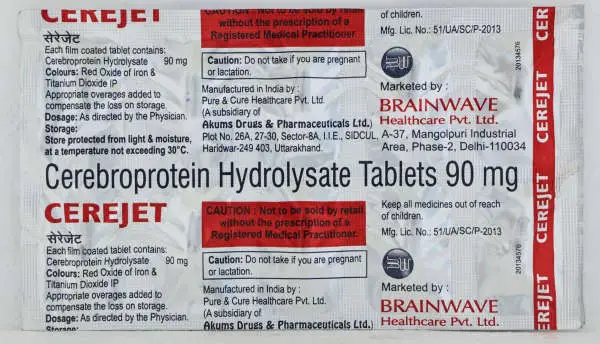 CEREJET
CAUTION: Not to be sold by retail
without the prescription of a
Registered Medical Practitioner.
of children.
Mfg. Lic. No.: 51/UA/SC/P-2013
सेरेजेट
Each film coated tablet contains:
Cerebroprotein Hydrolysate 90 mg
Colours: Red Oxide of Iron &
Titanium Dioxide IP
Appropriate overages added to
compensate the loss on storage.
Dosage: As directed by the Physician.
Storage:
Store protected from light & moisture,
at a temperature not exceeding 30°C.
Caution: Do not take if you are pregnant
or lactation.
Manufactured in India by :
Pure & Cure Healthcare Pvt. Ltd.
(A subsidiary of
Akums Drugs & Pharmaceuticals Ltd.)
Plot No. 26A, 27-30, Sector-8A, I.I.E., SIDCUL,
Haridwar-249 403, Uttarakhand.
Marketed by :
BRAINWAVE
Healthcare Pvt. Ltd.
A-37, Mangolpuri Industrial
Area, Phase-2, Delhi-110034
20134576
Cerebroprotein Hydrolysate Tablets 90 mg
CEREJET
सेरेजेट
Each film coated tablet contains:
Cerebroprotein Hydrolysate 90 mg
Colours: Red Oxide of Iron &
Titanium Dioxide IP
Appropriate overages added to
compensate the loss on storage.
Dosage: As directed by the Physician.
Storage:
CAUTION : Not to be sold by retail
without the prescription of a
Registered Medical Practitioner.
Caution: Do not take if you are pregnant
or lactation.
Manufactured in India by :
Pure & Cure Healthcare Pvt. Ltd.
(A subsidiary of
Akums Drugs & Pharmaceuticals Ltd.)
Keep all medicines out of reach
of children.
Mfg. Lic. No.: 51/UA/SC/P-2013
Marketed by :
BRAINWAVE
Healthcare Pvt. Ltd.
20134576
CEREJET
CEREJET
CEREJET
CEREJET